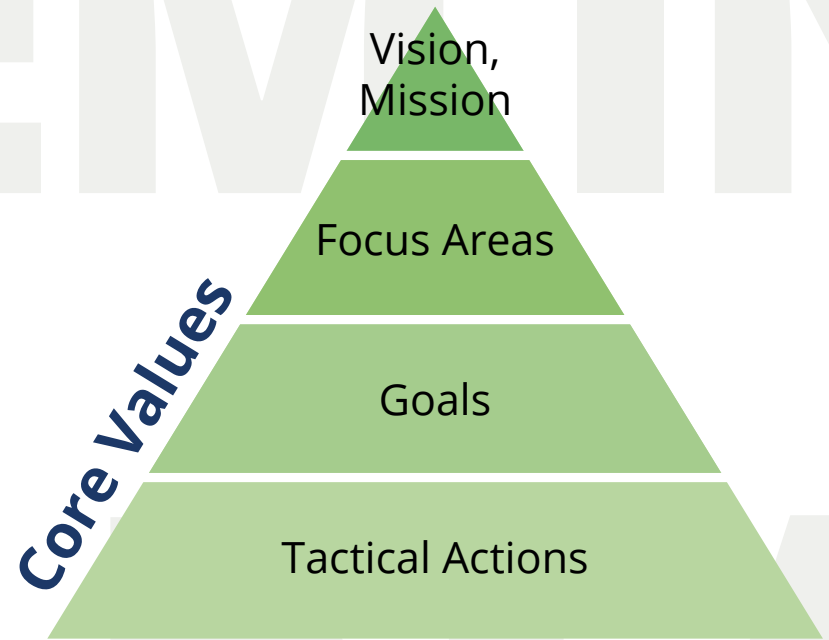 Vision,
Mission
Focus Areas
Core Values
Goals
Tactical Actions